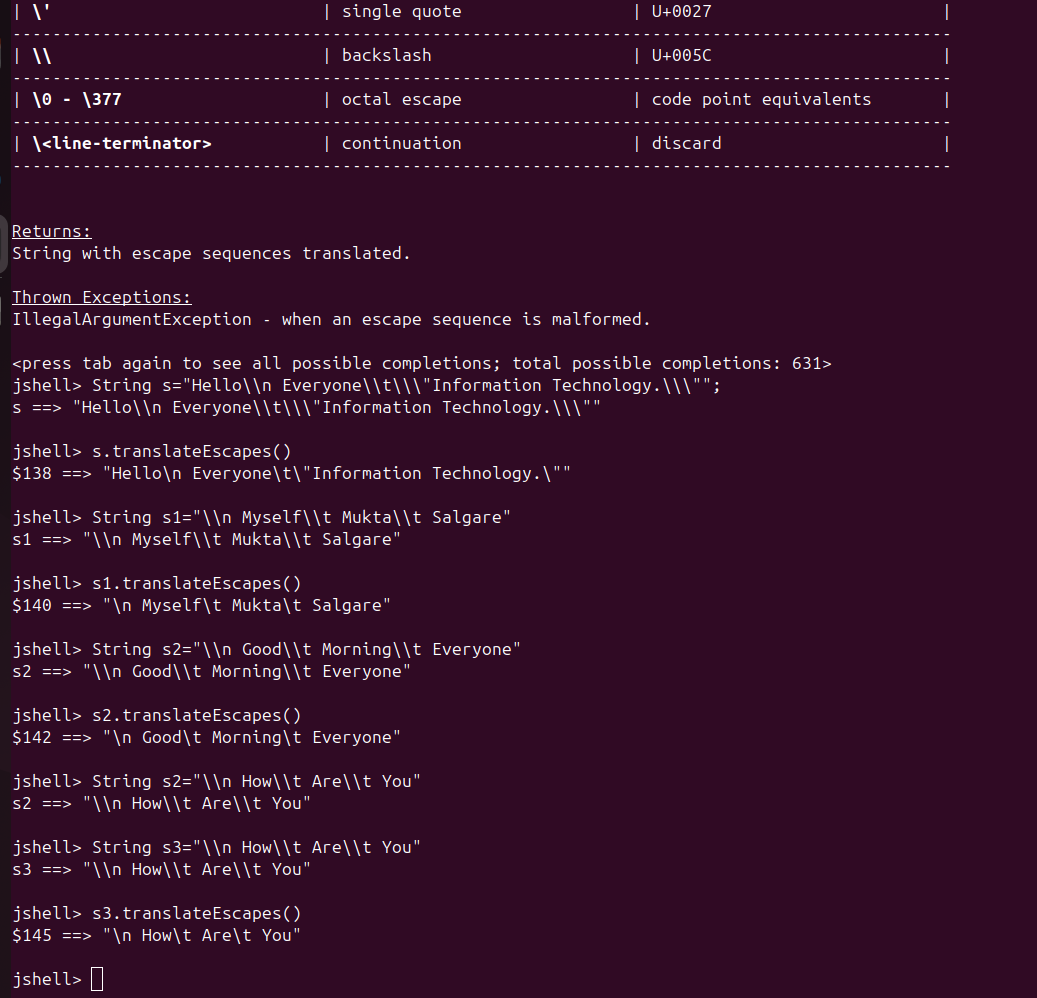 | \'                           | single quote                 | U+0027                       |
----------------------------------------------------------------------------------------------
| \\                           | backslash                    | U+005C                       |
----------------------------------------------------------------------------------------------
| \0 - \377                    | octal escape                 | code point equivalents       |
----------------------------------------------------------------------------------------------
| \<line-terminator>           | continuation                 | discard                      |
----------------------------------------------------------------------------------------------
Returns:
String with escape sequences translated.
Thrown Exceptions:
IllegalArgumentException - when an escape sequence is malformed.
<press tab again to see all possible completions; total possible completions: 631>
jshell> String s="Hello\\n Everyone\\t\\\"Information Technology.\\\"";
s ==> "Hello\\n Everyone\\t\\\"Information Technology.\\\""
jshell> s.translateEscapes()
$138 ==> "Hello\n Everyone\t\"Information Technology.\""
jshell> String s1="\\n Myself\\t Mukta\\t Salgare"
s1 ==> "\\n Myself\\t Mukta\\t Salgare"
jshell> s1.translateEscapes()
$140 ==> "\n Myself\t Mukta\t Salgare"
jshell> String s2="\\n Good\\t Morning\\t Everyone"
s2 ==> "\\n Good\\t Morning\\t Everyone"
jshell> s2.translateEscapes()
$142 ==> "\n Good\t Morning\t Everyone"
jshell> String s2="\\n How\\t Are\\t You"
s2 ==> "\\n How\\t Are\\t You"
jshell> String s3="\\n How\\t Are\\t You"
s3 ==> "\\n How\\t Are\\t You"
jshell> s3.translateEscapes()
$145 ==> "\n How\t Are\t You"
jshell>